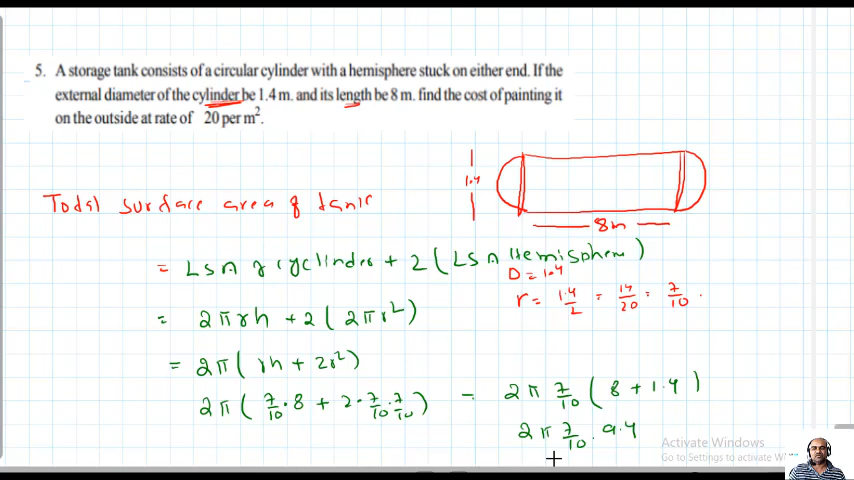 5. A storage tank consists of a circular cylinder with a hemisphere stuck on either end. If the
external diameter of the cylinder be 1.4 m. and its length be 8 m. find the cost of painting it
on the outside at rate of 20 per m².
1.4
8m
Total surface area of tank
= LSA of cylinder + 2 ( LSA Hemisphere )
D = 1.4
r = 1.4/2 = 14/20 = 7/10 .
= 2πrh + 2 ( 2πr² )
= 2π ( rh + 2r² )
2π ( 7/10 · 8 + 2 · 7/10 · 7/10 ) = 2π 7/10 ( 8 + 1.4 )
2π 7/10 · 9.4
Activate Windows
Go to Settings to activate W